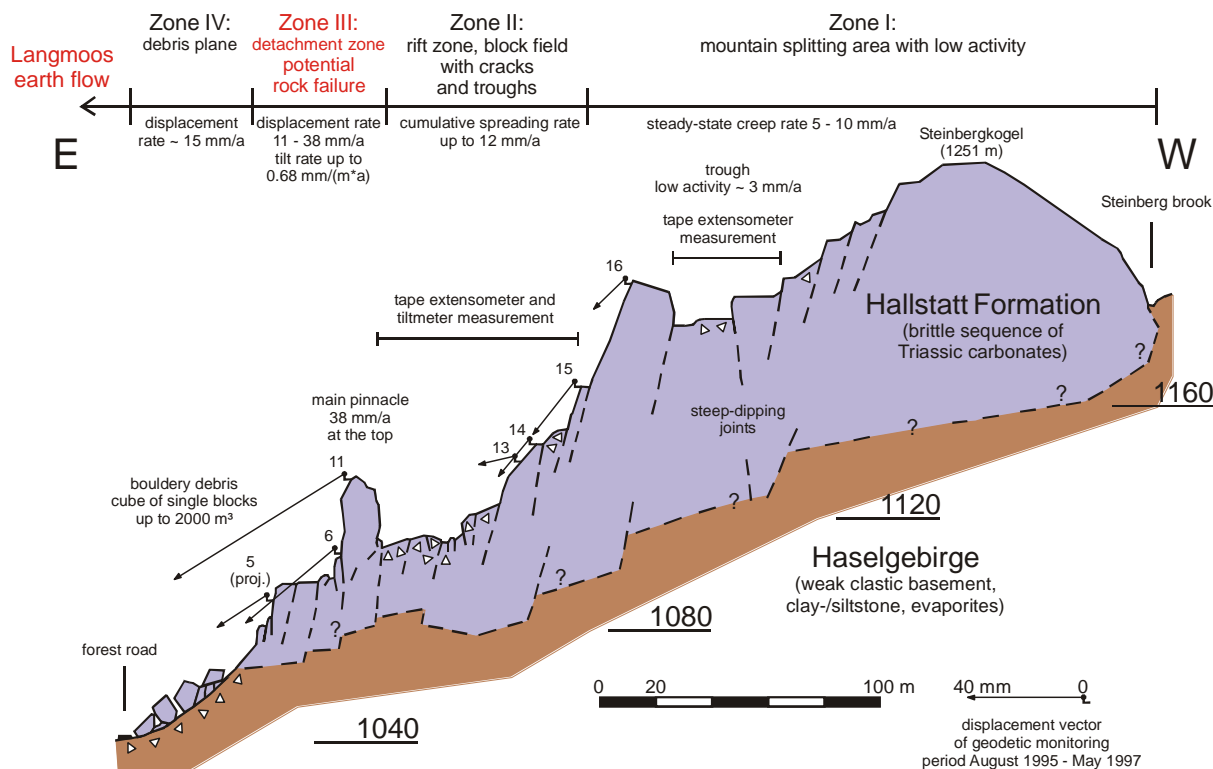 Zone IV:
debris plane
Zone III:
detachment zone
potential
rock failure
Zone II:
rift zone, block field
with cracks
and troughs
Zone I:
mountain splitting area with low activity
Langmoos
earth flow
displacement
rate ~ 15 mm/a
displacement rate
11 - 38 mm/a
tilt rate up to
0.68 mm/(m*a)
cumulative spreading rate
up to 12 mm/a
steady-state creep rate 5 - 10 mm/a
E
W
Steinbergkogel
(1251 m)
trough
low activity ~ 3 mm/a
tape extensometer
measurement
Steinberg brook
16
tape extensometer and
tiltmeter measurement
Hallstatt Formation
(brittle sequence of
Triassic carbonates)
?
15
main pinnacle
38 mm/a
at the top
14
13
steep-dipping
joints
?
?
1160
11
bouldery debris
cube of single blocks
up to 2000 m³
6
5
(proj.)
?
1120
Haselgebirge
(weak clastic basement,
clay-/siltstone, evaporites)
?
?
1080
forest road
1040
0
20
100 m
40 mm
0
displacement vector
of geodetic monitoring
period August 1995 - May 1997